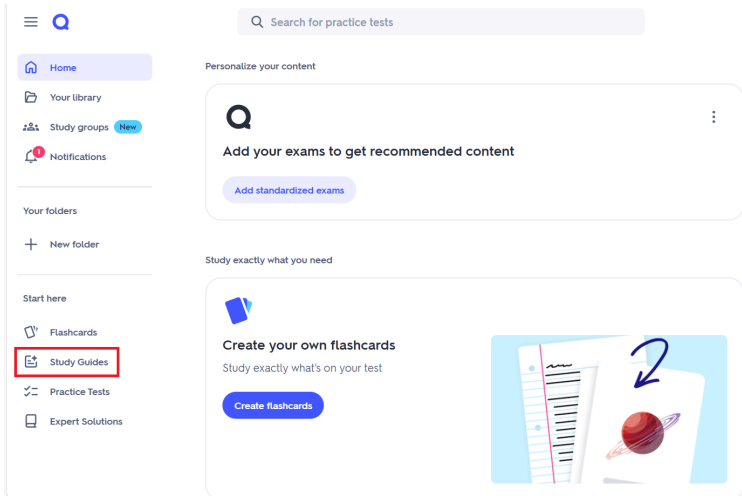 Search for practice tests
Home
Your library
Study groups New
1
Notifications
Your folders
New folder
Start here
Flashcards
Study Guides
Practice Tests
Expert Solutions
Personalize your content
Add your exams to get recommended content
Add standardized exams
Study exactly what you need
Create your own flashcards
Study exactly what's on your test
Create flashcards